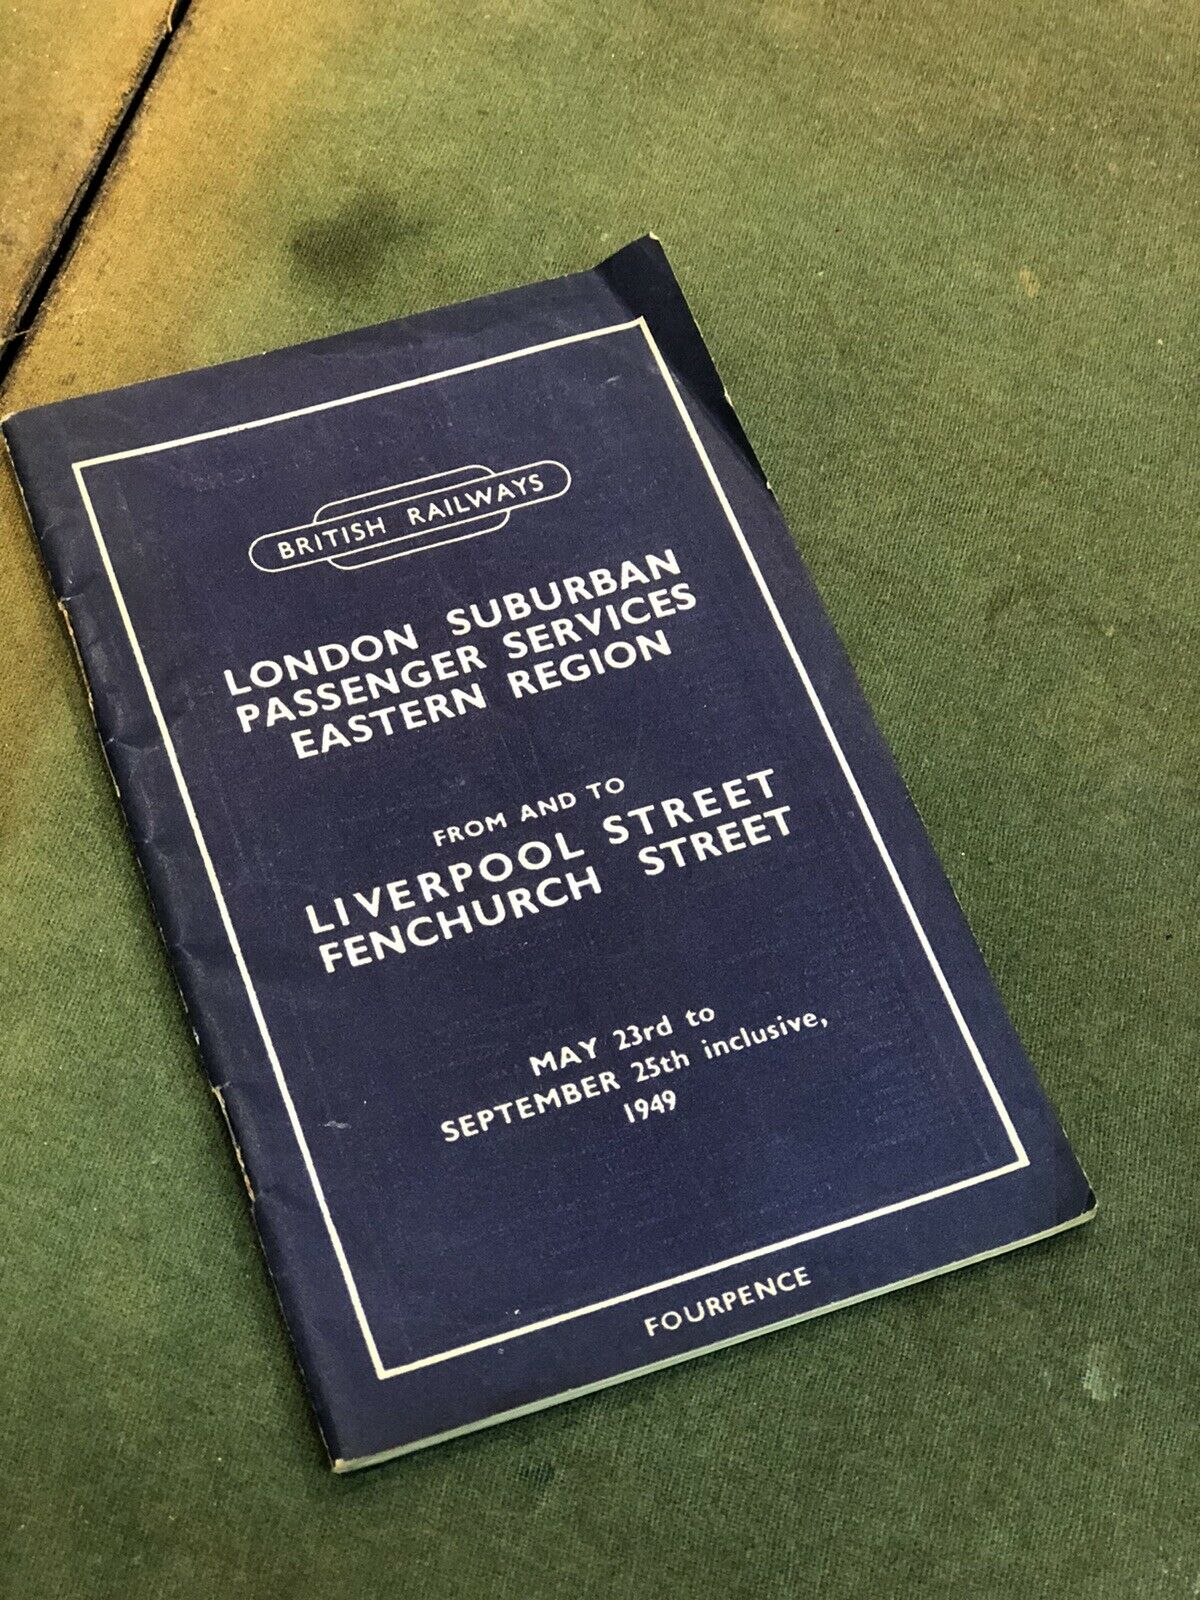 BRITISH RAILWAYS
LONDON SUBURBAN
PASSENGER SERVICES
EASTERN REGION
FROM AND TO
LIVERPOOL STREET
FENCHURCH STREET
MAY 23rd to
SEPTEMBER 25th inclusive,
1949
FOURPENCE